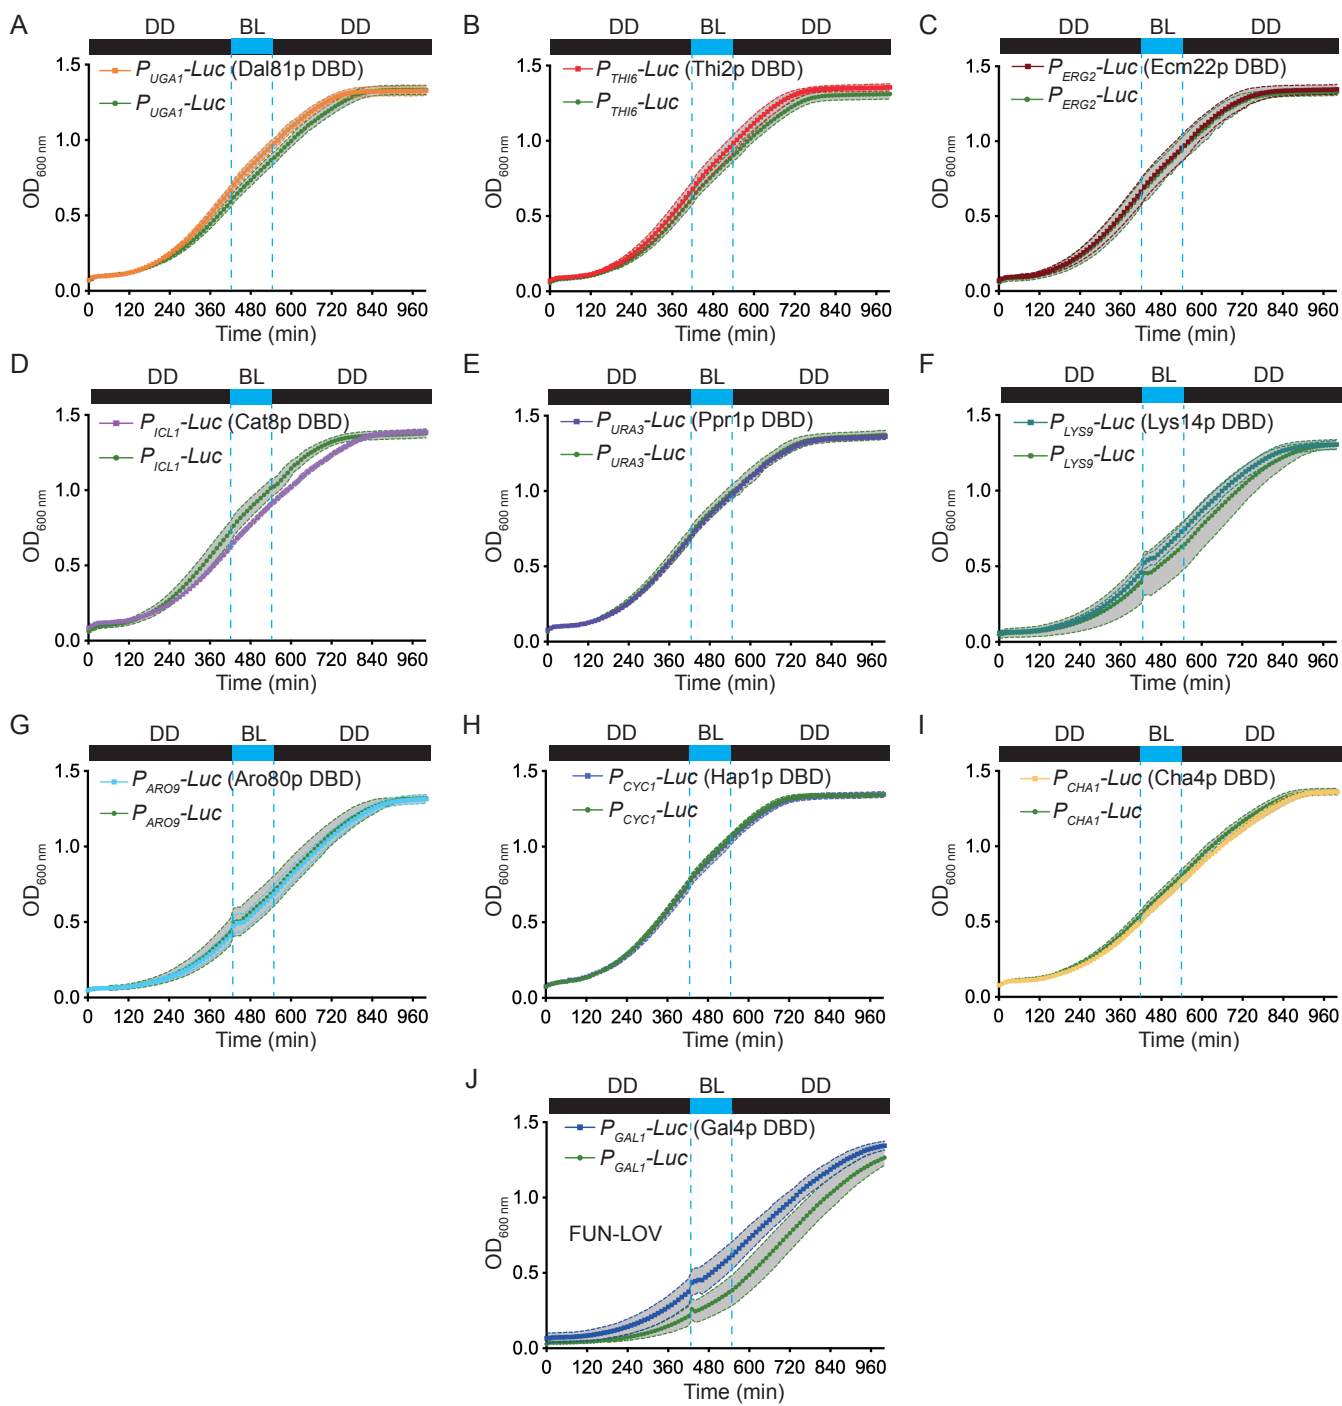 A
DD BL DD
P_UGA1-Luc (Dal81p DBD)
P_UGA1-Luc
1.5
1.0
0.5
0.0
OD600 nm
0 120 240 360 480 600 720 840 960
Time (min)
B
DD BL DD
P_THI6-Luc (Thi2p DBD)
P_THI6-Luc
1.5
1.0
0.5
0.0
OD600 nm
0 120 240 360 480 600 720 840 960
Time (min)
C
DD BL DD
P_ERG2-Luc (Ecm22p DBD)
P_ERG2-Luc
1.5
1.0
0.5
0.0
OD600 nm
0 120 240 360 480 600 720 840 960
Time (min)
D
DD BL DD
P_ICL1-Luc (Cat8p DBD)
P_ICL1-Luc
1.5
1.0
0.5
0.0
OD600 nm
0 120 240 360 480 600 720 840 960
Time (min)
E
DD BL DD
P_URA3-Luc (Ppr1p DBD)
P_URA3-Luc
1.5
1.0
0.5
0.0
OD600 nm
0 120 240 360 480 600 720 840 960
Time (min)
F
DD BL DD
P_LYS9-Luc (Lys14p DBD)
P_LYS9-Luc
1.5
1.0
0.5
0.0
OD600 nm
0 120 240 360 480 600 720 840 960
Time (min)
G
DD BL DD
P_ARO9-Luc (Aro80p DBD)
P_ARO9-Luc
1.5
1.0
0.5
0.0
OD600 nm
0 120 240 360 480 600 720 840 960
Time (min)
H
DD BL DD
P_CYC1-Luc (Hap1p DBD)
P_CYC1-Luc
1.5
1.0
0.5
0.0
OD600 nm
0 120 240 360 480 600 720 840 960
Time (min)
I
DD BL DD
P_CHA1-Luc (Cha4p DBD)
P_CHA1-Luc
1.5
1.0
0.5
0.0
OD600 nm
0 120 240 360 480 600 720 840 960
Time (min)
J
DD BL DD
P_GAL1-Luc (Gal4p DBD)
P_GAL1-Luc
FUN-LOV
1.5
1.0
0.5
0.0
OD600 nm
0 120 240 360 480 600 720 840 960
Time (min)